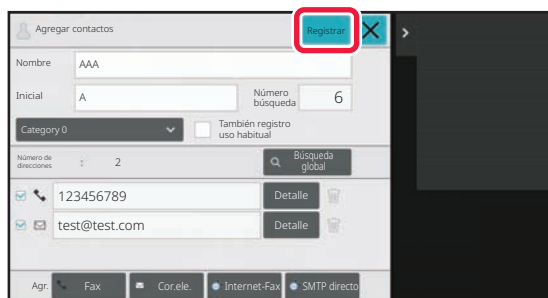 Agregar contactos
Registrar
Nombre
AAA
Inicial
A
Número
búsqueda
6
Category 0
También registro
uso habitual
Número de
direcciones
:
2
Búsqueda
global
123456789
Detalle
test@test.com
Detalle
Agr.
Fax
Cor.ele.
Internet-Fax
SMTP directo